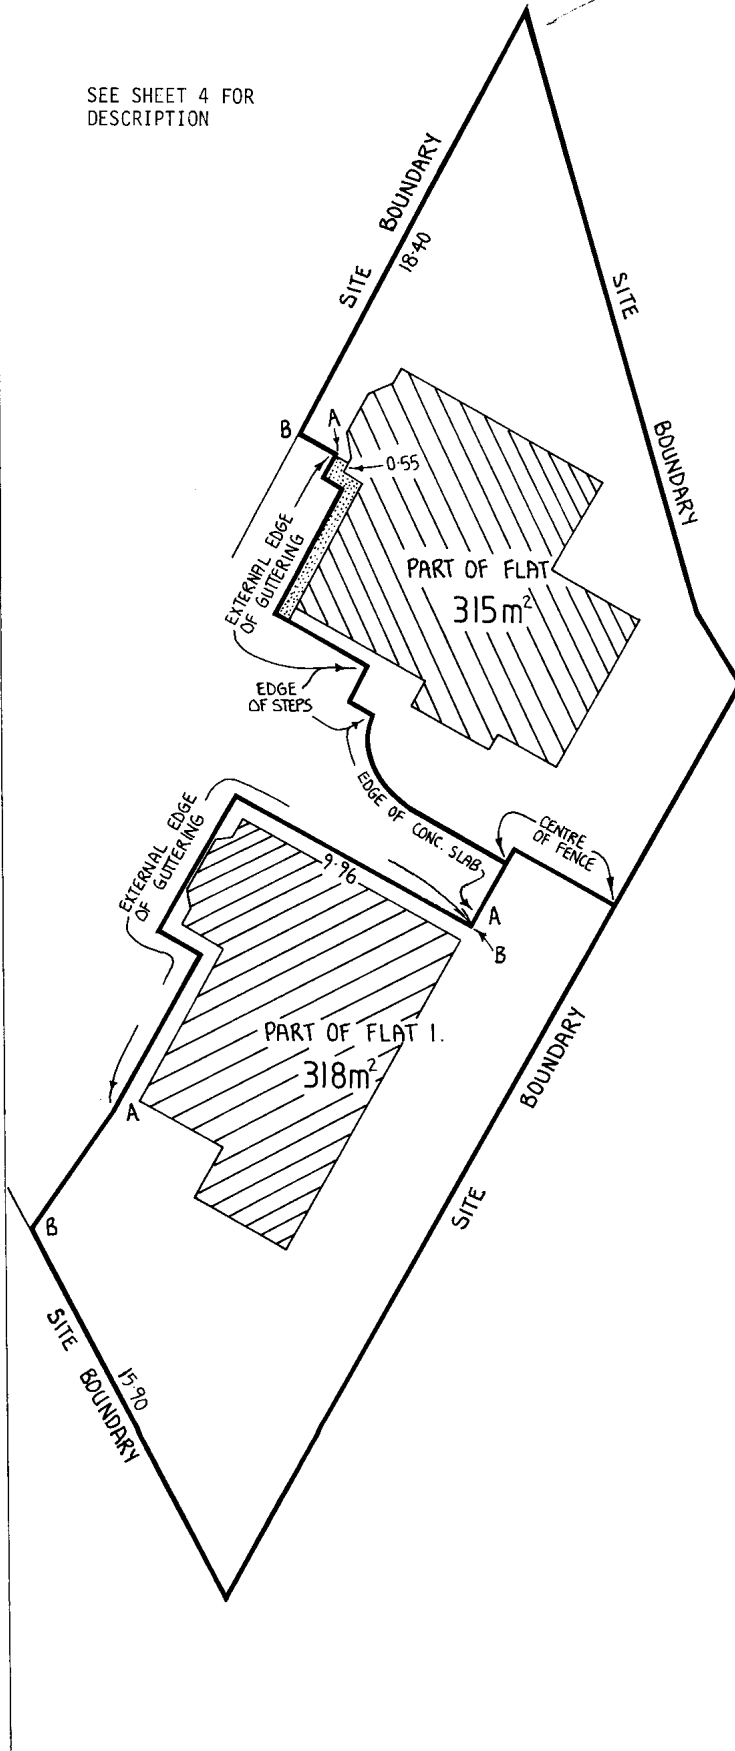 SEE SHEET 4 FOR
DESCRIPTION
SITE BOUNDARY
18·40
SITE BOUNDARY
B
A
0·55
EXTERNAL EDGE
OF GUTTERING
PART OF FLAT
315m²
EDGE
OF STEPS
EDGE OF CONC. SLAB
CENTRE
OF FENCE
EXTERNAL EDGE
OF GUTTERING
9·96
A
B
PART OF FLAT 1.
318m²
A
B
SITE BOUNDARY
SITE BOUNDARY
15·90